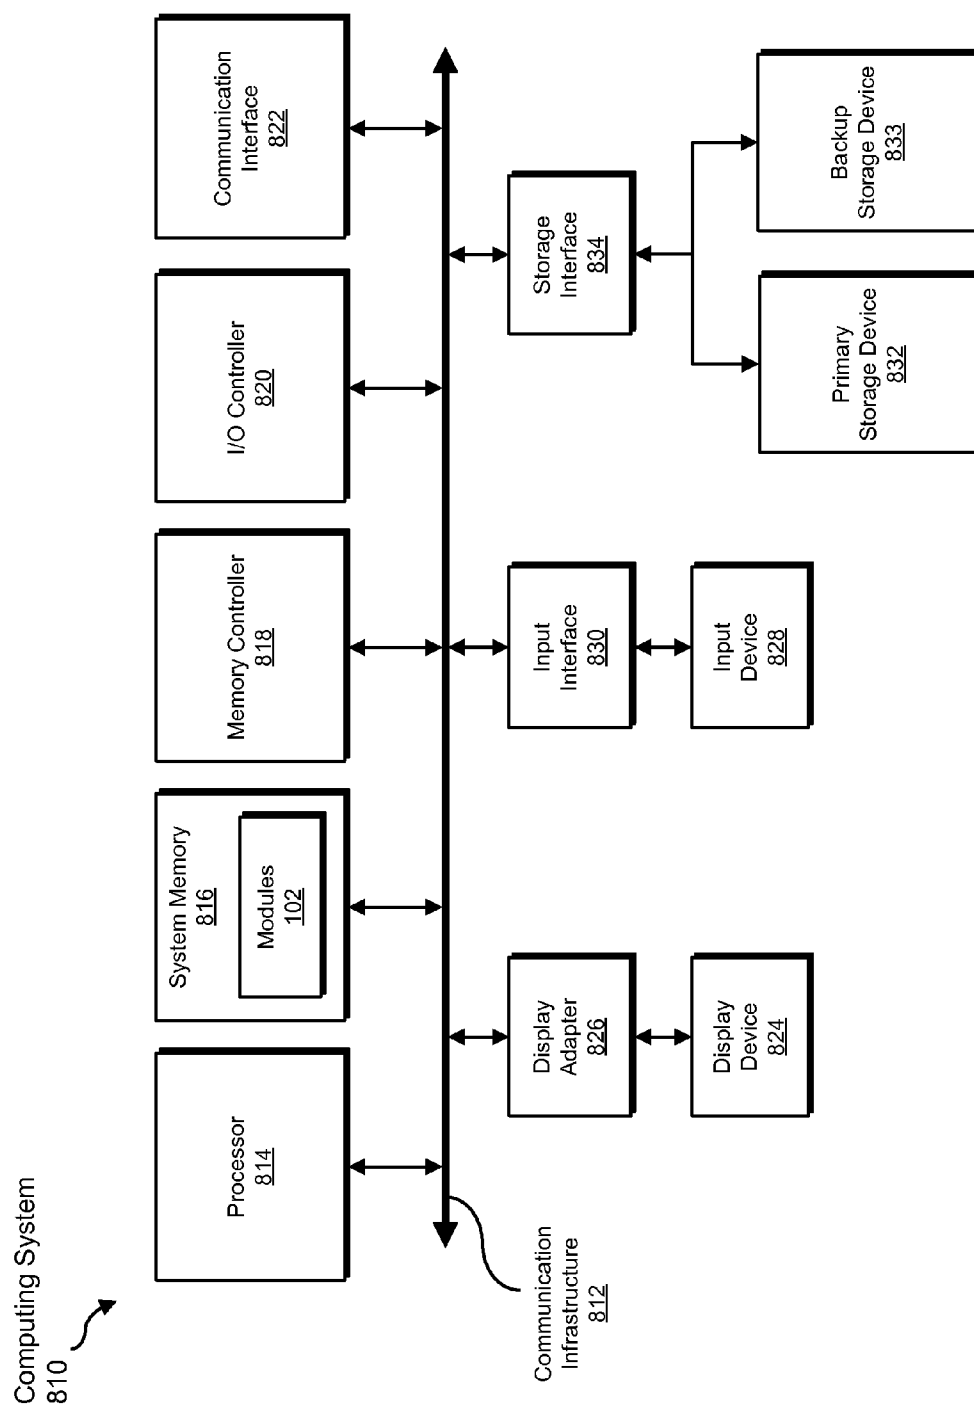 Computing System
810
Processor
814
System Memory
816
Modules
102
Memory Controller
818
I/O Controller
820
Communication
Interface
822
Communication
Infrastructure
812
Display
Adapter
826
Input
Interface
830
Storage
Interface
834
Display
Device
824
Input
Device
828
Primary
Storage Device
832
Backup
Storage Device
833